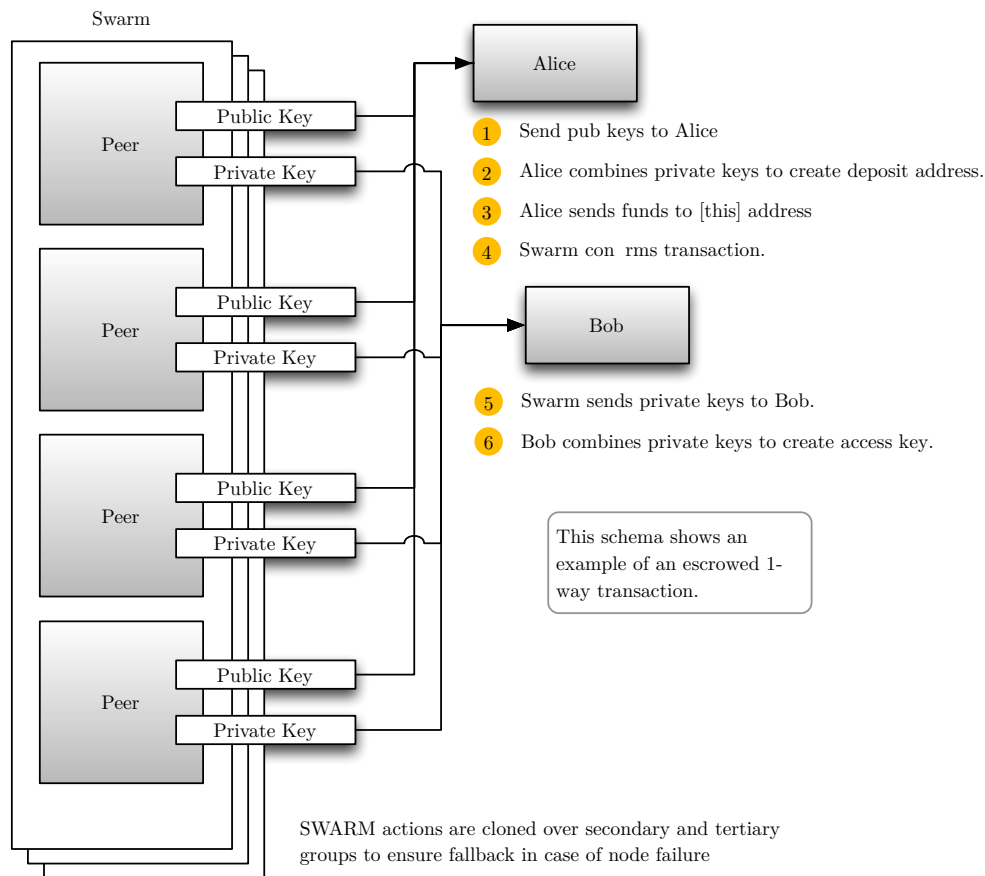 Swarm
Alice
Peer
Public Key
Private Key
1 Send pub keys to Alice
2 Alice combines private keys to create deposit address.
3 Alice sends funds to [this] address
4 Swarm con rms transaction.
Peer
Public Key
Private Key
Bob
5 Swarm sends private keys to Bob.
6 Bob combines private keys to create access key.
Peer
Public Key
Private Key
This schema shows an
example of an escrowed 1-
way transaction.
Peer
Public Key
Private Key
SWARM actions are cloned over secondary and tertiary
groups to ensure fallback in case of node failure